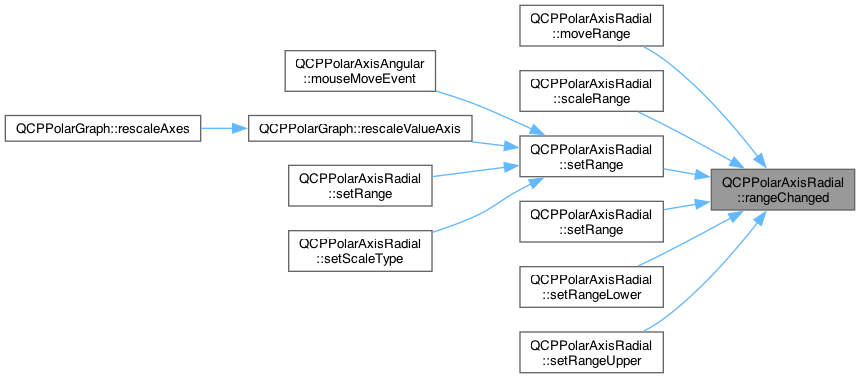 QCPPolarAxisRadial
::moveRange
QCPPolarAxisAngular
::mouseMoveEvent
QCPPolarAxisRadial
::scaleRange
QCPPolarGraph::rescaleAxes
QCPPolarGraph::rescaleValueAxis
QCPPolarAxisRadial
::setRange
QCPPolarAxisRadial
::setRange
QCPPolarAxisRadial
::rangeChanged
QCPPolarAxisRadial
::setRange
QCPPolarAxisRadial
::setScaleType
QCPPolarAxisRadial
::setRangeLower
QCPPolarAxisRadial
::setRangeUpper